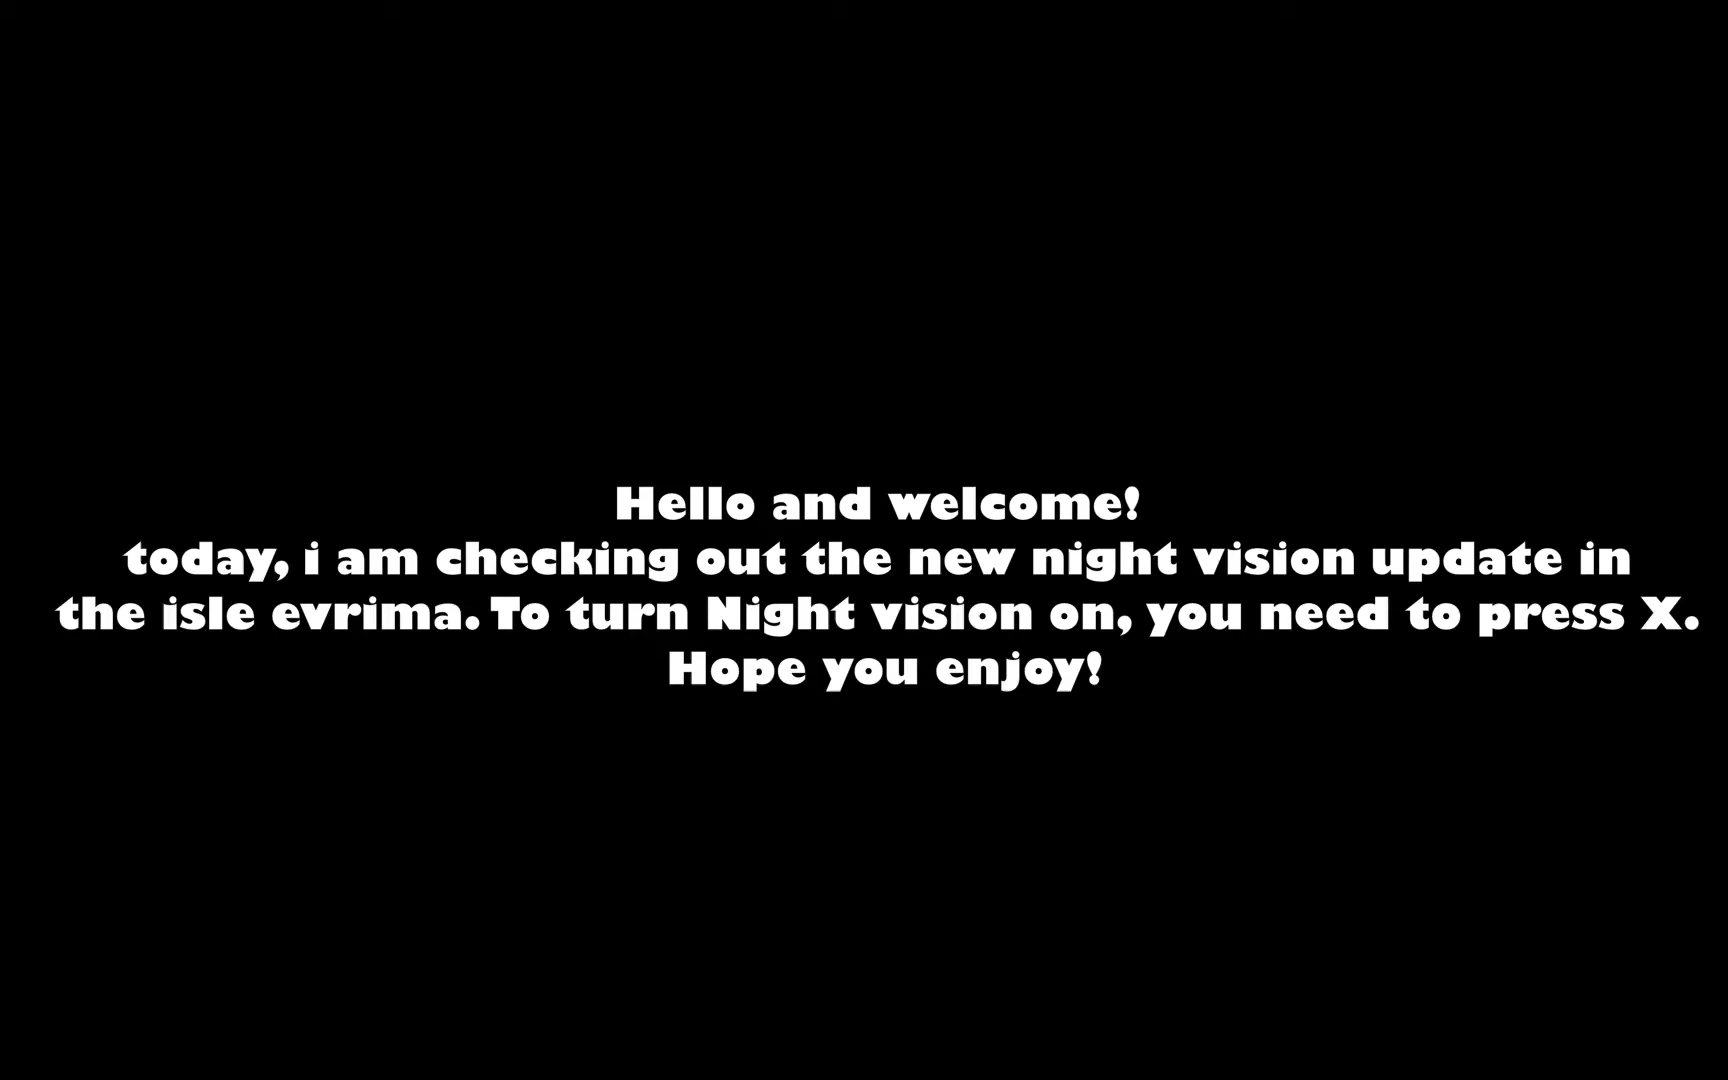 Hello and welcome!
today, i am checking out the new night vision update in
the isle evrima. To turn Night vision on, you need to press X.
Hope you enjoy!